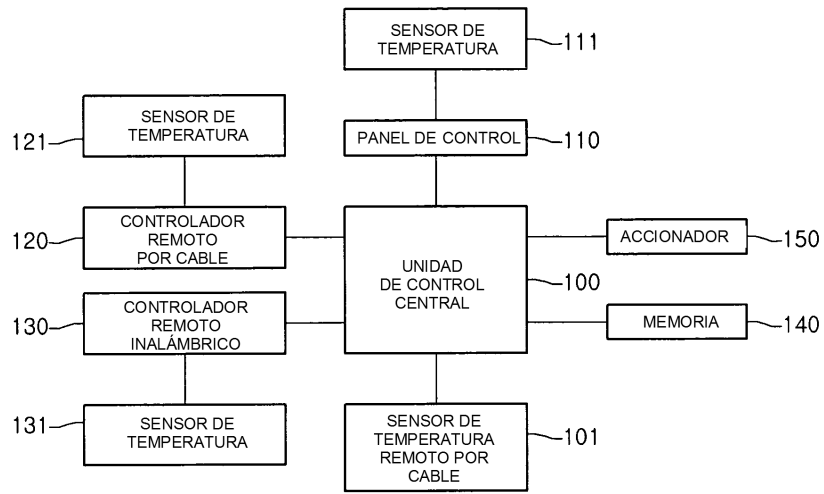 SENSOR DE
TEMPERATURA
111
SENSOR DE
TEMPERATURA
121
PANEL DE CONTROL
110
CONTROLADOR
REMOTO
POR CABLE
120
UNIDAD
DE CONTROL
CENTRAL
100
ACCIONADOR
150
CONTROLADOR
REMOTO
INALÁMBRICO
130
MEMORIA
140
SENSOR DE
TEMPERATURA
131
SENSOR DE
TEMPERATURA
REMOTO POR
CABLE
101